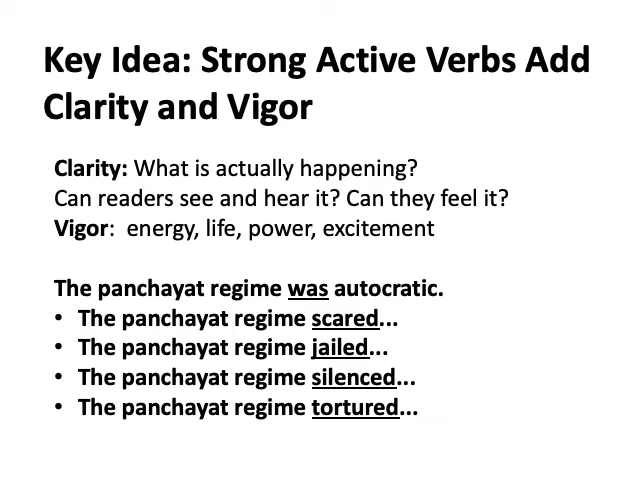 Key Idea: Strong Active Verbs Add
Clarity and Vigor
Clarity: What is actually happening?
Can readers see and hear it? Can they feel it?
Vigor:  energy, life, power, excitement
The panchayat regime was autocratic.
• The panchayat regime scared...
• The panchayat regime jailed...
• The panchayat regime silenced...
• The panchayat regime tortured...